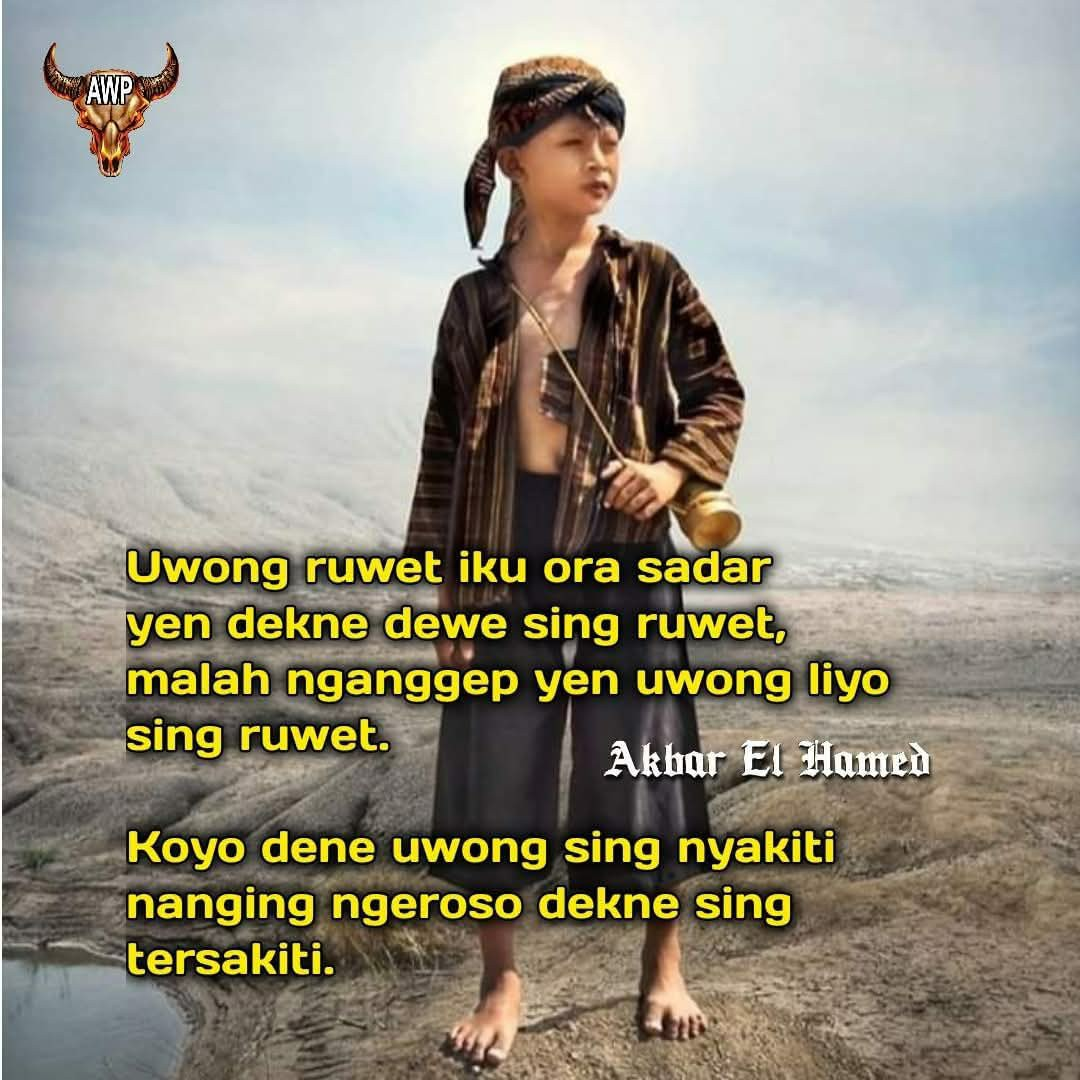 AWP
Uwong ruwet iku ora sadar
yen dekne dewe sing ruwet,
malah nganggep yen uwong liyo
sing ruwet.
Akbar El Hamed
Koyo dene uwong sing nyakiti
nanging ngeroso dekne sing
tersakiti.